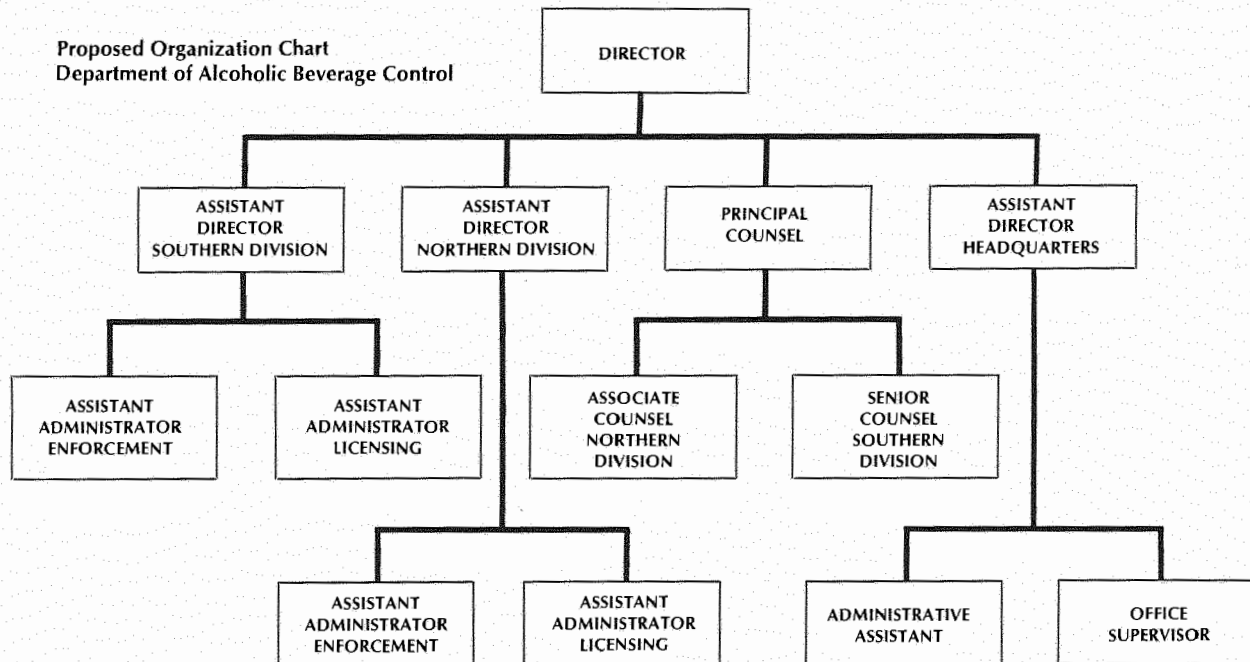 Proposed Organization Chart
Department of Alcoholic Beverage Control
DIRECTOR
ASSISTANT
DIRECTOR
SOUTHERN DIVISION
ASSISTANT
DIRECTOR
NORTHERN DIVISION
PRINCIPAL
COUNSEL
ASSISTANT
DIRECTOR
HEADQUARTERS
ASSISTANT
ADMINISTRATOR
ENFORCEMENT
ASSISTANT
ADMINISTRATOR
LICENSING
ASSOCIATE
COUNSEL
NORTHERN
DIVISION
SENIOR
COUNSEL
SOUTHERN
DIVISION
ASSISTANT
ADMINISTRATOR
ENFORCEMENT
ASSISTANT
ADMINISTRATOR
LICENSING
ADMINISTRATIVE
ASSISTANT
OFFICE
SUPERVISOR